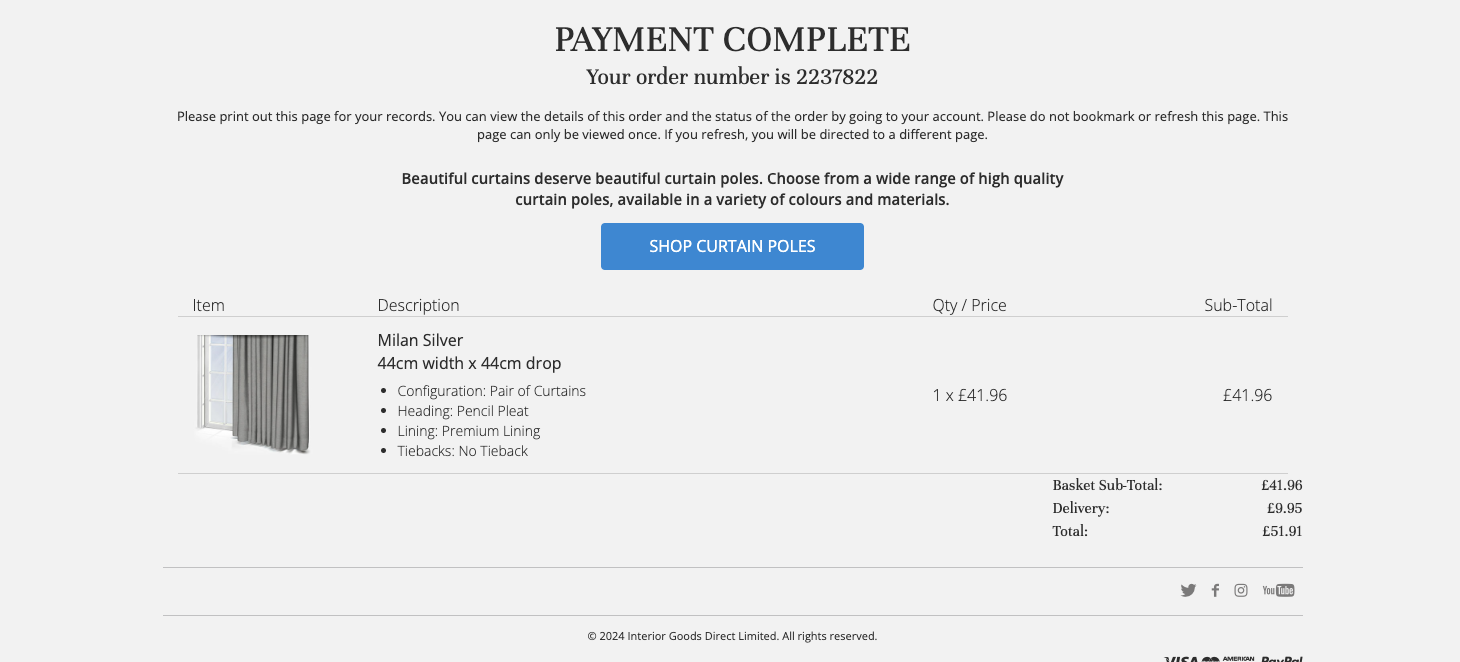 PAYMENT COMPLETE
Your order number is 2237822
Please print out this page for your records. You can view the details of this order and the status of the order by going to your account. Please do not bookmark or refresh this page. This
page can only be viewed once. If you refresh, you will be directed to a different page.
Beautiful curtains deserve beautiful curtain poles. Choose from a wide range of high quality
curtain poles, available in a variety of colours and materials.
SHOP CURTAIN POLES
Item Description Qty / Price Sub-Total
Milan Silver
44cm width x 44cm drop
• Configuration: Pair of Curtains
• Heading: Pencil Pleat
• Lining: Premium Lining
• Tiebacks: No Tieback
1 x £41.96 £41.96
Basket Sub-Total: £41.96
Delivery: £9.95
Total: £51.91
You Tube
© 2024 Interior Goods Direct Limited. All rights reserved.
VISA AMERICAN PayPal